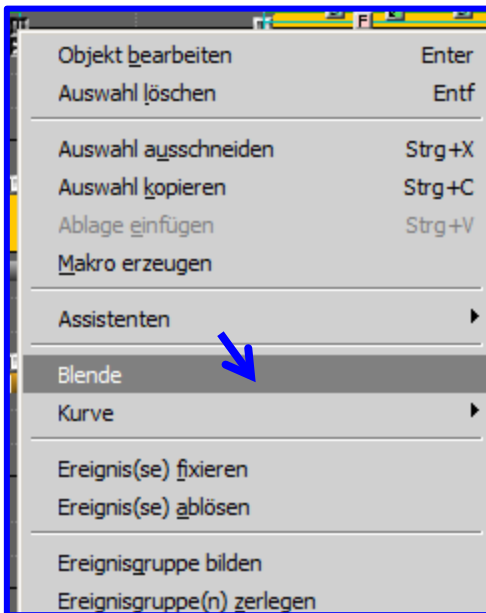 F
Objekt bearbeiten Enter
Auswahl löschen Entf
Auswahl ausschneiden Strg+X
Auswahl kopieren Strg+C
Ablage einfügen Strg+V
Makro erzeugen
Assistenten
Blende
Kurve
Ereignis(se) fixieren
Ereignis(se) ablösen
Ereignisgruppe bilden
Ereignisgruppe(n) zerlegen